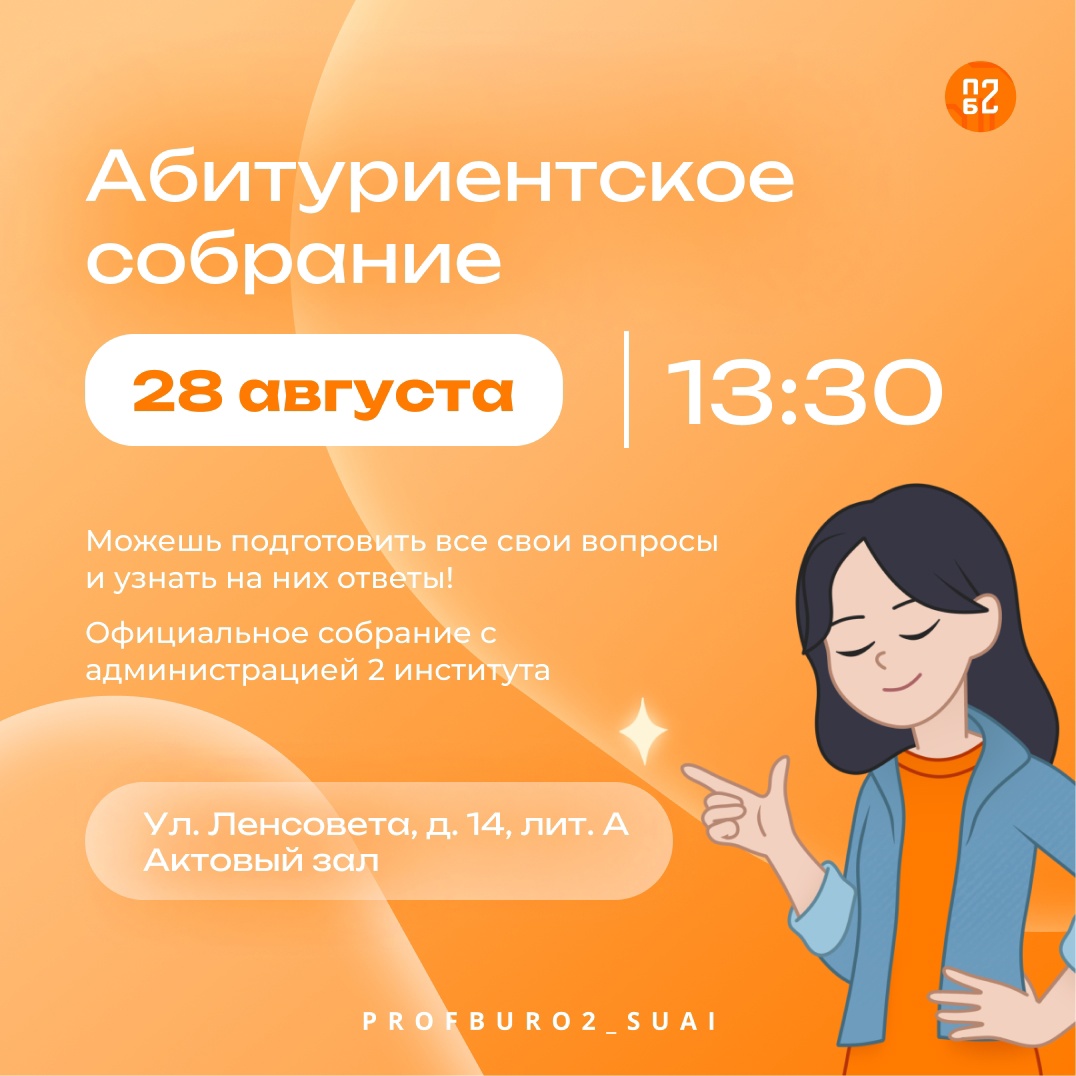 П2
Б
Абитуриентское
собрание
28 августа
13:30
Можешь подготовить все свои вопросы
и узнать на них ответы!
Официальное собрание с
администрацией 2 института
Ул. Ленсовета, д. 14, лит. А
Актовый зал
PROFBURO2_SUAI